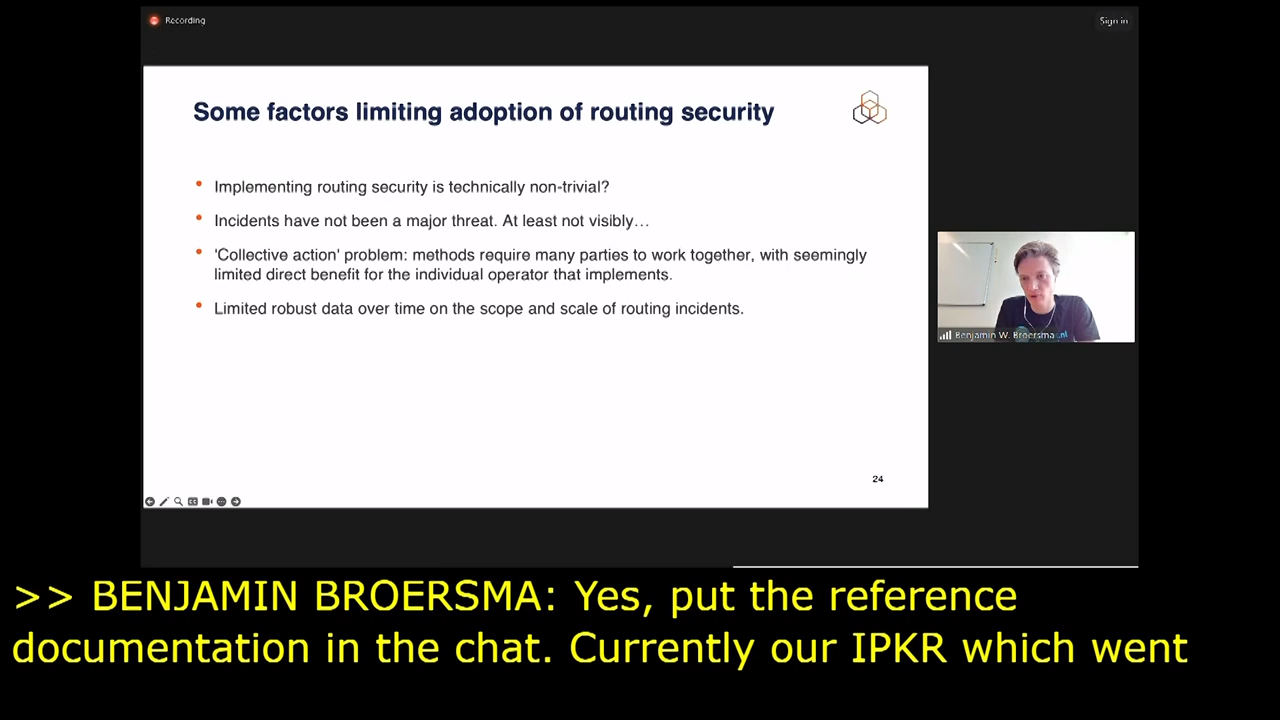 Recording
Sign in
Some factors limiting adoption of routing security
• Implementing routing security is technically non-trivial?
• Incidents have not been a major threat. At least not visibly…
• 'Collective action' problem: methods require many parties to work together, with seemingly
limited direct benefit for the individual operator that implements.
• Limited robust data over time on the scope and scale of routing incidents.
Benjamin W. Broersma .nl
24
>> BENJAMIN BROERSMA: Yes, put the reference
documentation in the chat. Currently our IPKR which went